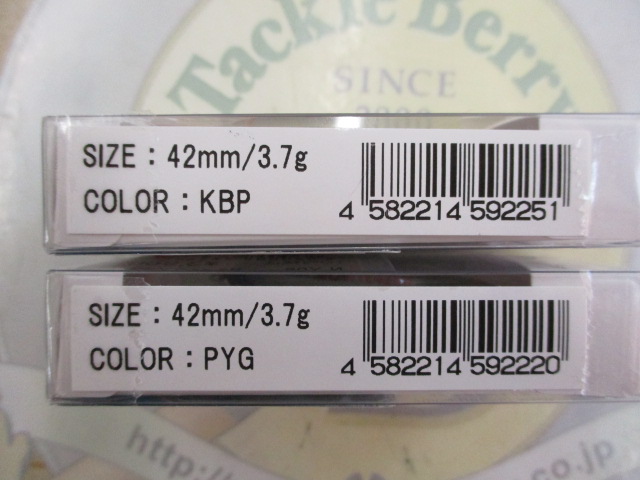 Tackle Berry
SINCE
SIZE : 42mm/3.7g
COLOR : KBP
4 582214 592251
SIZE : 42mm/3.7g
COLOR : PYG
4 582214 592220
http://
co.jp